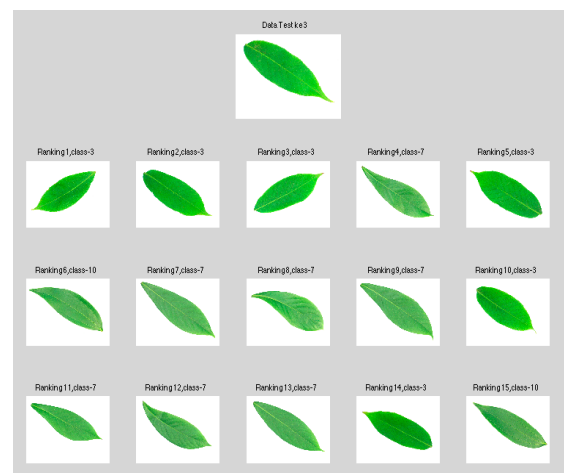 Data Test ke 3
Ranking1,class-3
Ranking2,class-3
Ranking3,class-3
Ranking4,class-7
Ranking5,class-3
Ranking6,class-10
Ranking7,class-7
Ranking8,class-7
Ranking9,class-7
Ranking10,class-3
Ranking11,class-7
Ranking12,class-7
Ranking13,class-7
Ranking14,class-3
Ranking15,class-10